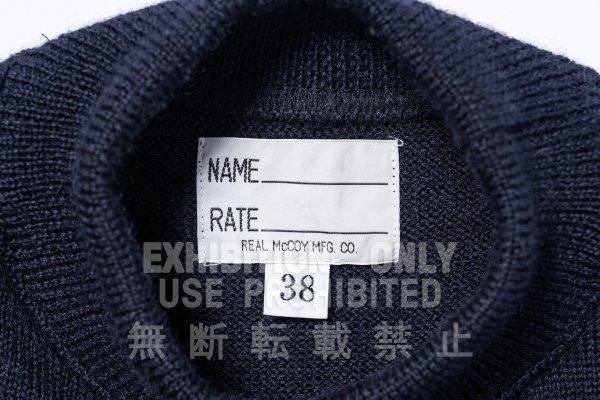 NAME
RATE
REAL McCOY MFG. CO.
EXHIBITION ONLY
38
USE PROHIBITED
無断転載禁止